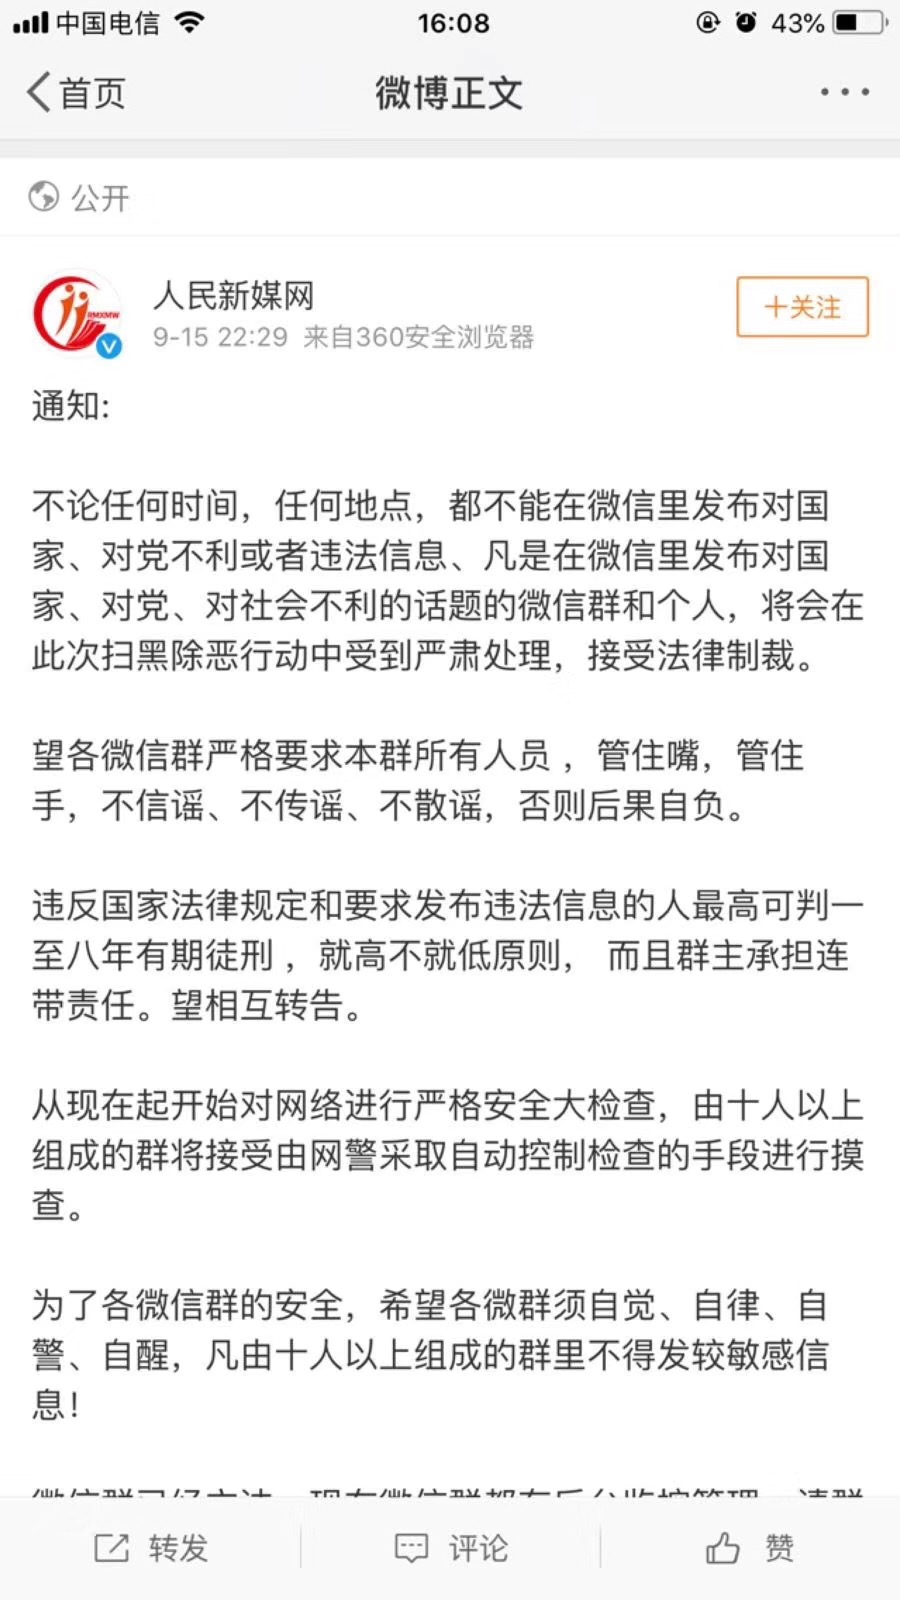 中国电信 16:08 43%
首页 微博正文
公开
人民新媒网
RMXMW
9-15 22:29 来自360安全浏览器
+关注
通知:
不论任何时间，任何地点，都不能在微信里发布对国
家、对党不利或者违法信息、凡是在微信里发布对国
家、对党、对社会不利的话题的微信群和个人，将会在
此次扫黑除恶行动中受到严肃处理，接受法律制裁。
望各微信群严格要求本群所有人员 ，管住嘴，管住
手，不信谣、不传谣、不散谣，否则后果自负。
违反国家法律规定和要求发布违法信息的人最高可判一
至八年有期徒刑 ，就高不就低原则， 而且群主承担连
带责任。望相互转告。
从现在起开始对网络进行严格安全大检查，由十人以上
组成的群将接受由网警采取自动控制检查的手段进行摸
查。
为了各微信群的安全，希望各微群须自觉、自律、自
警、自醒，凡由十人以上组成的群里不得发较敏感信
息！
转发 评论 赞